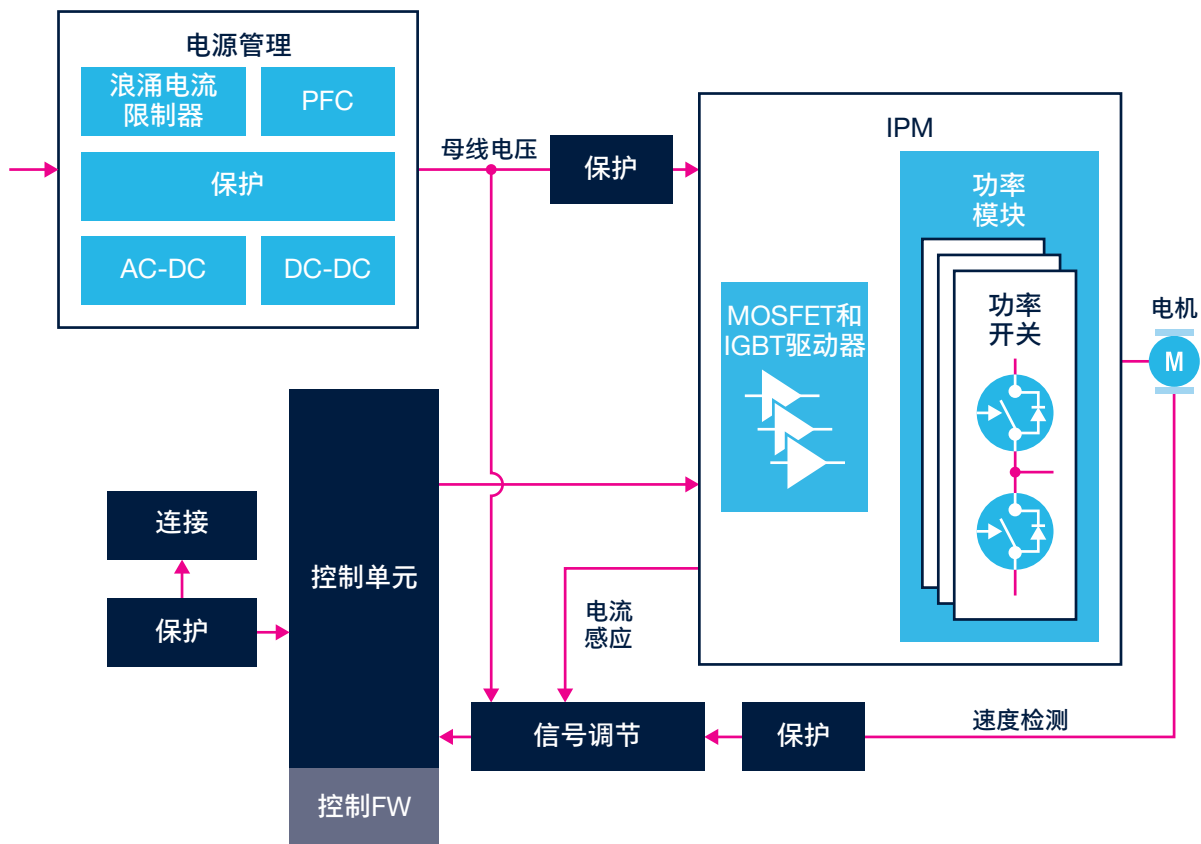 电源管理
浪涌电流
限制器
PFC
保护
AC-DC
DC-DC
母线电压
保护
IPM
功率
模块
功率
开关
MOSFET和
IGBT驱动器
电机
M
连接
保护
控制单元
控制FW
电流
感应
信号调节
保护
速度检测